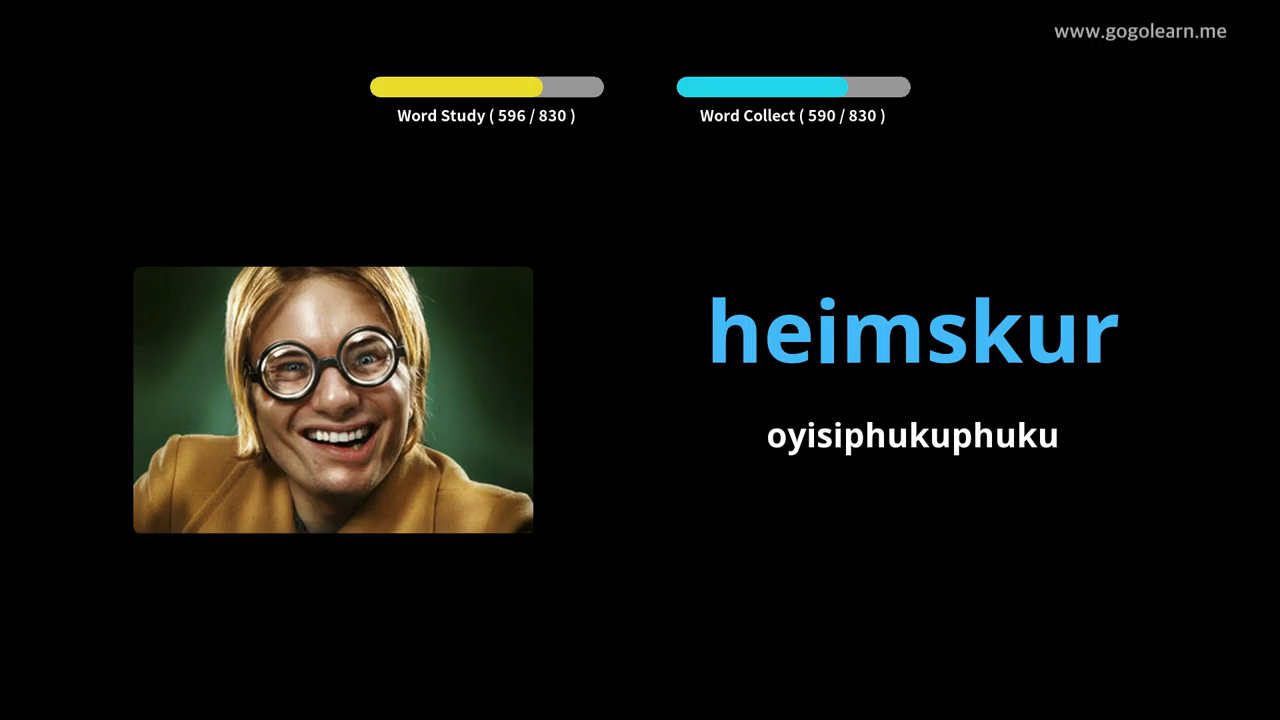 www.gogolearn.me
Word Study ( 596 / 830 )
Word Collect ( 590 / 830 )
heimskur
oyisiphukuphuku